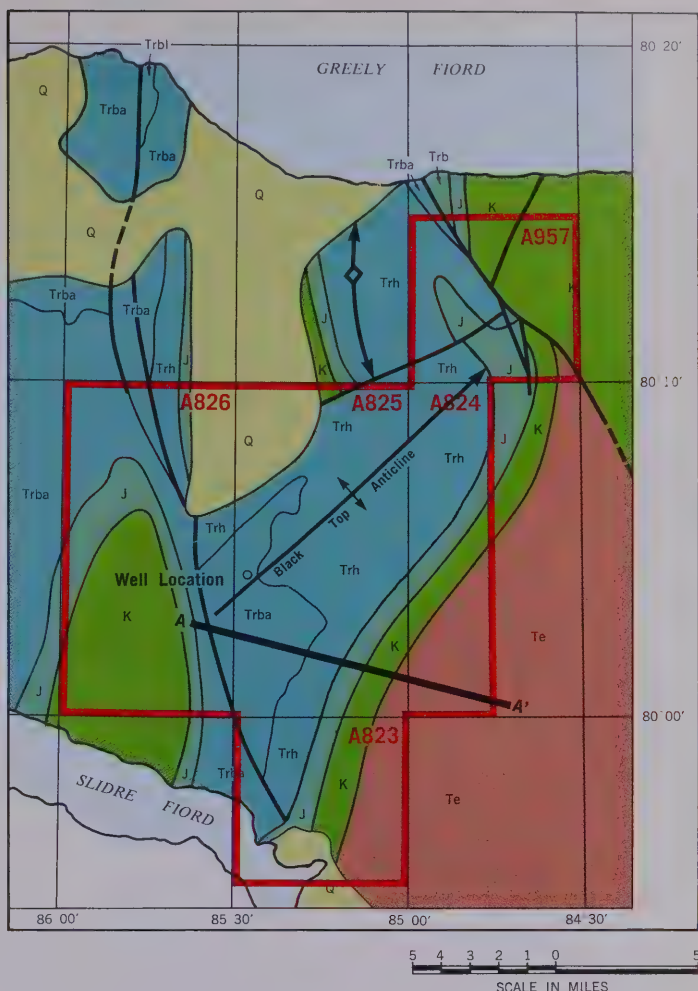 Trbl
80 20'
GREELY FIORD
Q
Trba
Trba
Trba
Trb
Q
J
K
A957
Q
Trh
K
Trba
Trba
J
J
Trh
J
K
Trh
J
80 10'
A826
A825
A824
Trh
Q
K
Trh
J
Trba
J
Trh
Top Anticline
Black
Well Location
Trh
K
A
Trba
Te
K
A'
80 00'
J
A823
J
Trba
Trh
SLIDRE FIORD
K
Te
J
Q
86 00'
85 30'
85 00'
84 30'
5 4 3 2 1 0 5
SCALE IN MILES